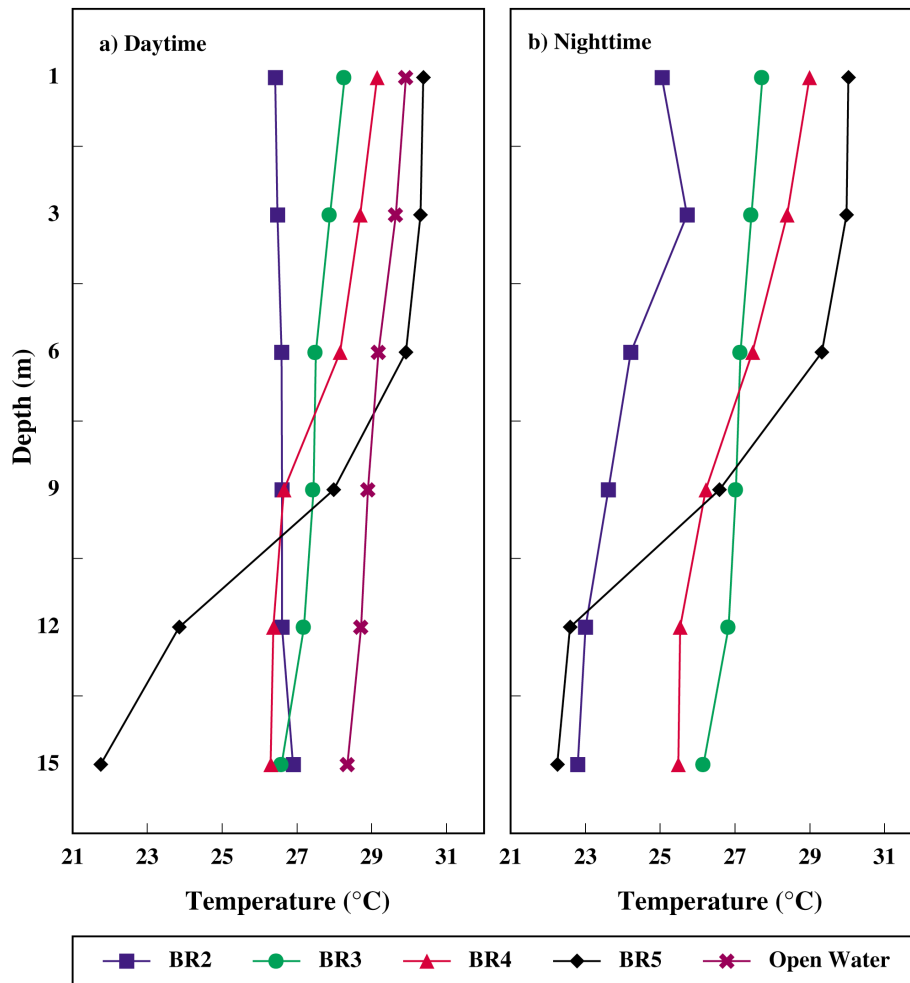 a) Daytime
b) Nighttime
1
3
6
9
12
15
Depth (m)
21 23 25 27 29 31
21 23 25 27 29 31
Temperature (°C)
Temperature (°C)
BR2 BR3 BR4 BR5 Open Water